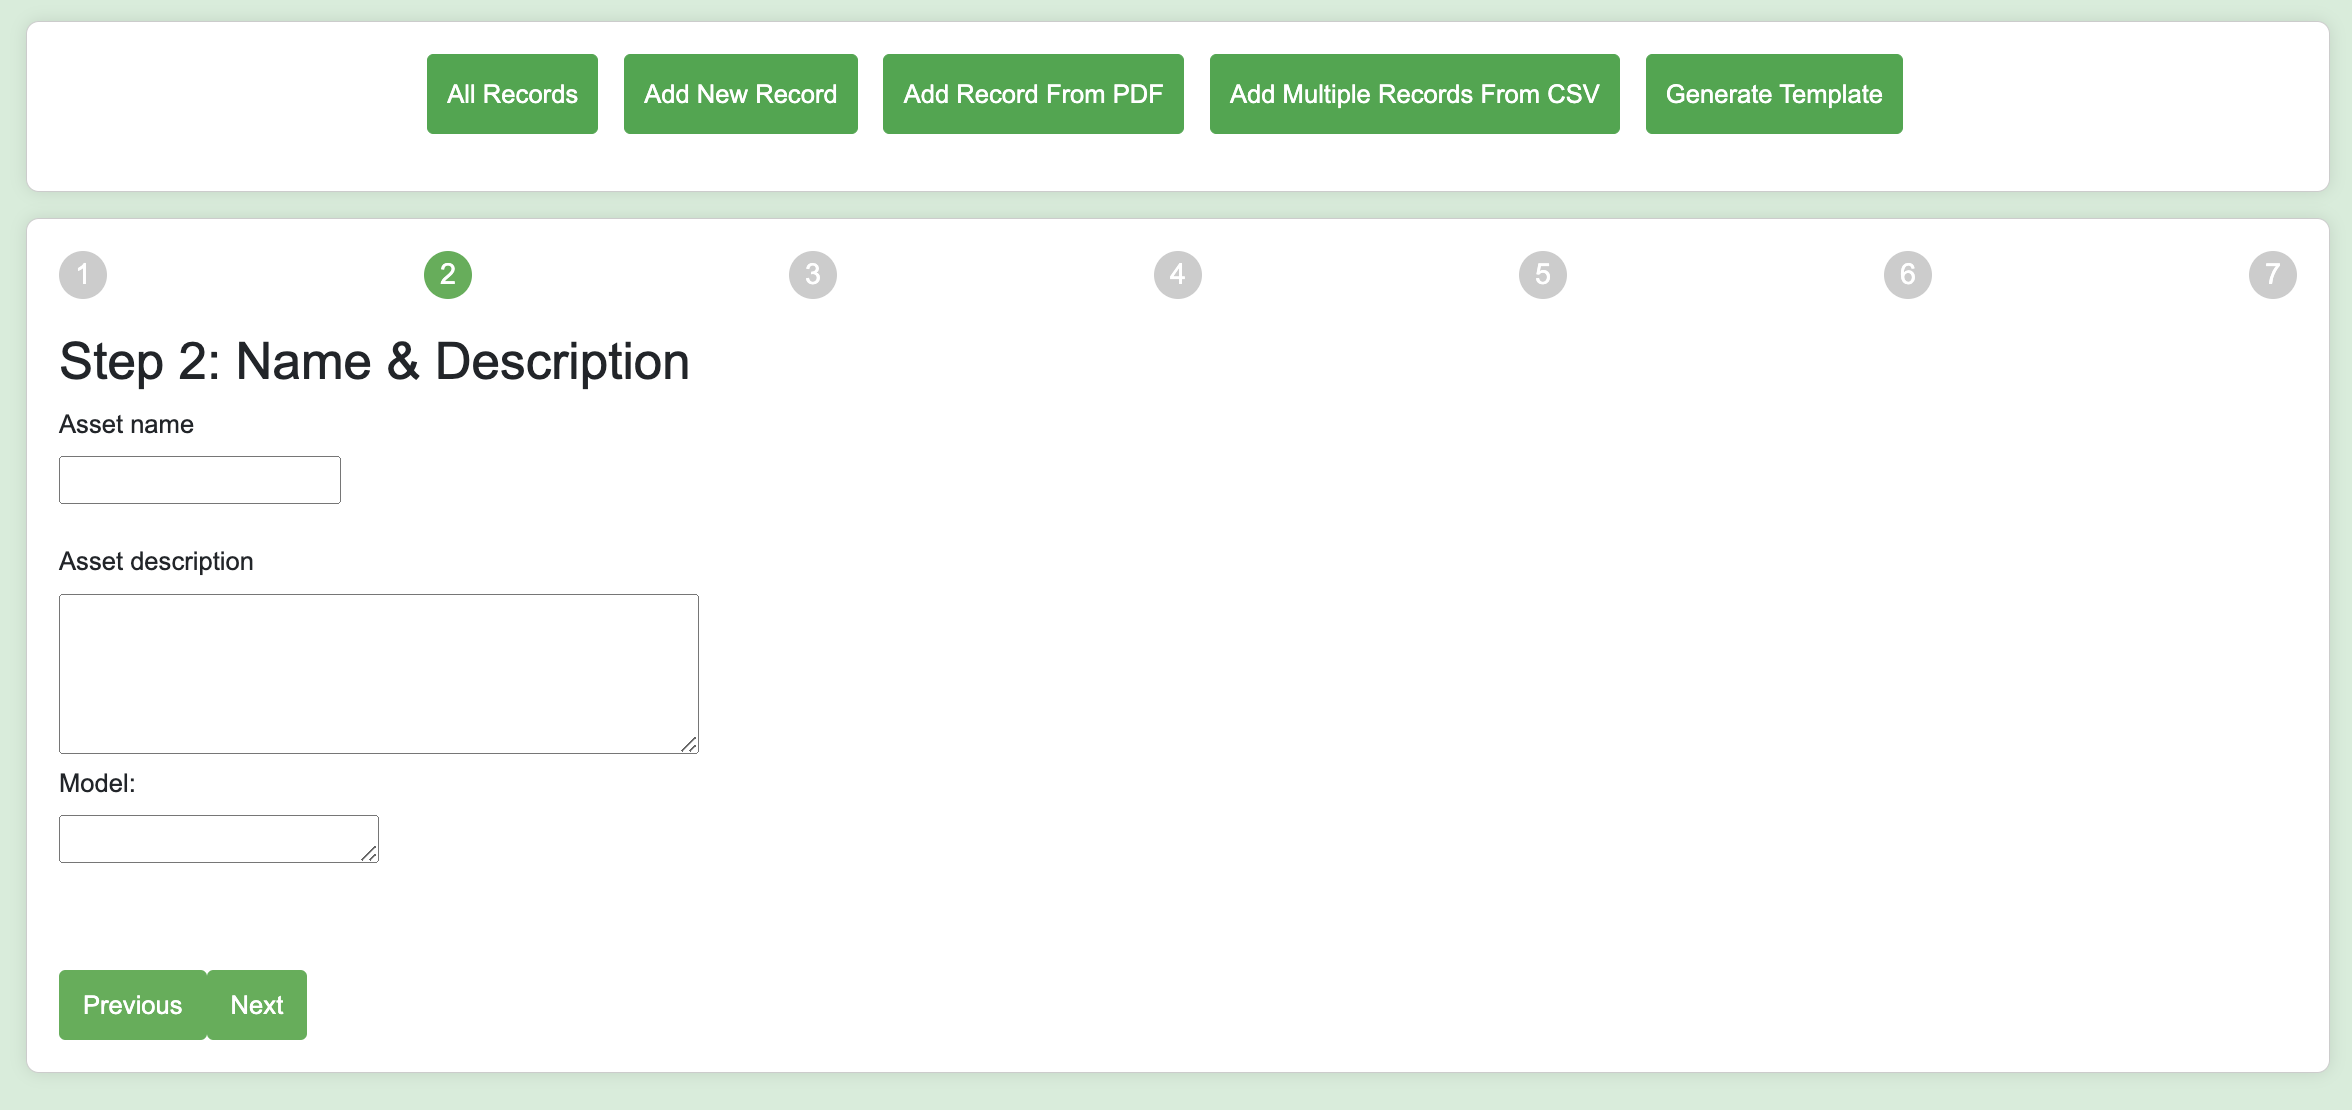 All Records Add New Record Add Record From PDF Add Multiple Records From CSV Generate Template
1 2 3 4 5 6 7
Step 2: Name & Description
Asset name
Asset description
Model:
Previous Next